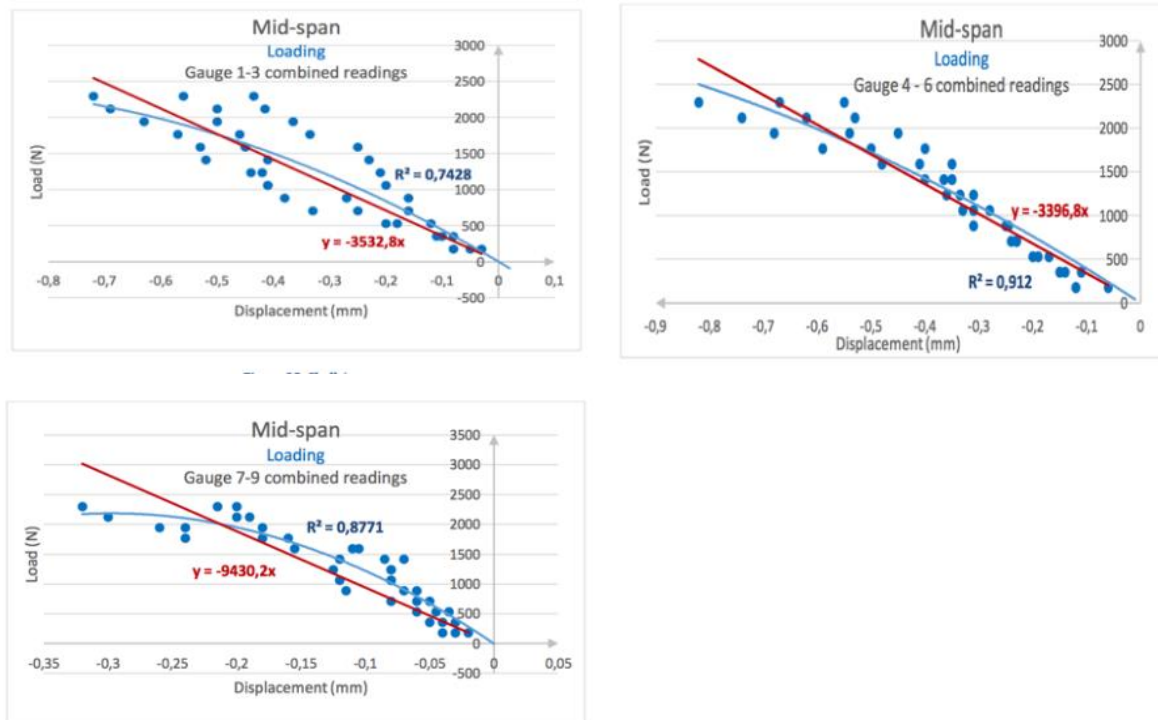 Mid-span
Loading
Gauge 1-3 combined readings
3000
2500
2000
1500
1000
500
0
-500
Load (N)
R² = 0,7428
y = -3532,8x
-0,8 -0,7 -0,6 -0,5 -0,4 -0,3 -0,2 -0,1 0 0,1
Displacement (mm)
Mid-span
Loading
Gauge 4 - 6 combined readings
3000
2500
2000
1500
1000
500
0
Load (N)
y = -3396,8x
R² = 0,912
-0,9 -0,8 -0,7 -0,6 -0,5 -0,4 -0,3 -0,2 -0,1 0
Displacement (mm)
Mid-span
Loading
Gauge 7-9 combined readings
3500
3000
2500
2000
1500
1000
500
0
-500
Load (N)
R² = 0,8771
y = -9430,2x
-0,35 -0,3 -0,25 -0,2 -0,15 -0,1 -0,05 0 0,05
Displacement (mm)